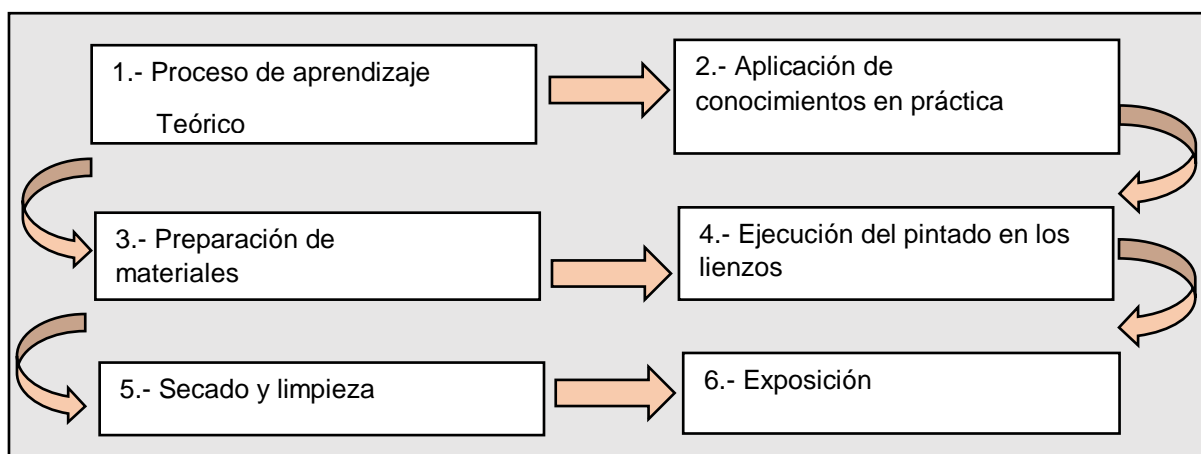 1.- Proceso de aprendizaje
Teórico
2.- Aplicación de
conocimientos en práctica
3.- Preparación de
materiales
4.- Ejecución del pintado en los
lienzos
5.- Secado y limpieza
6.- Exposición